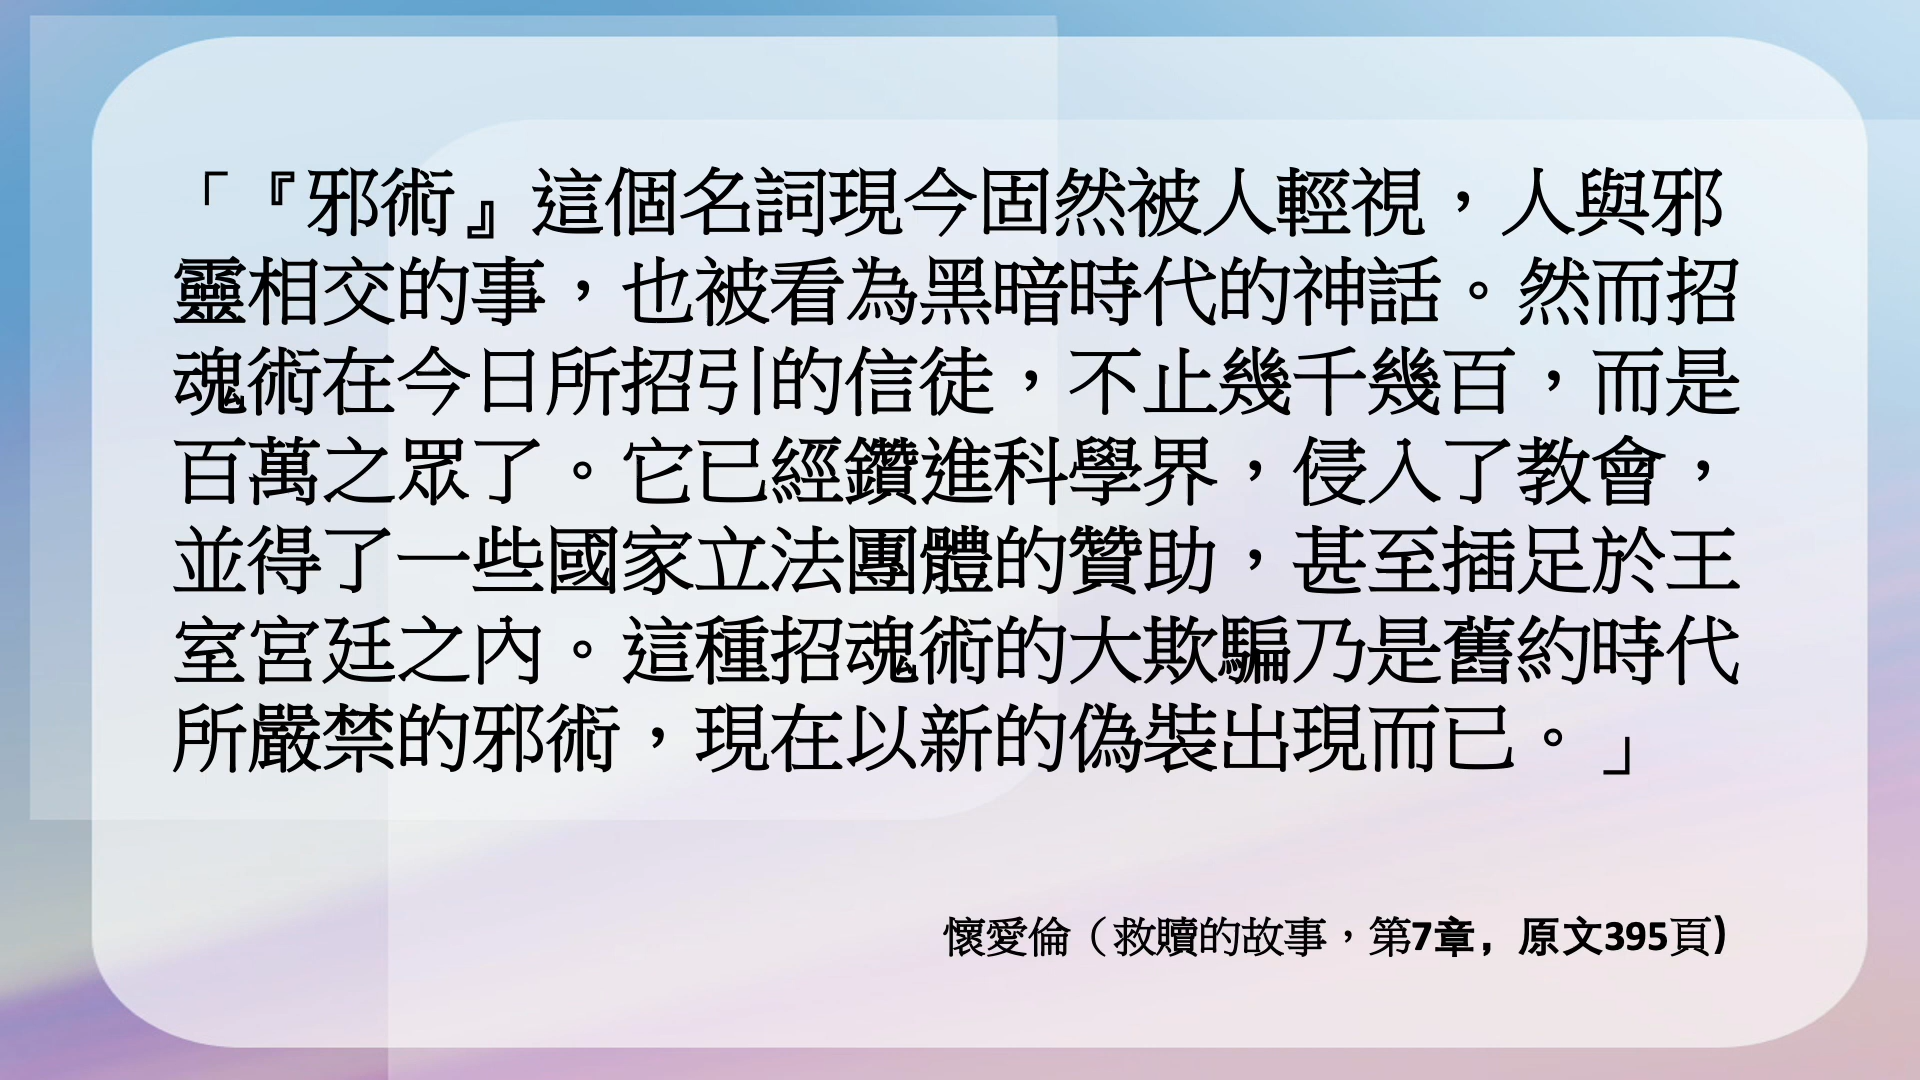 「『邪術』這個名詞現今固然被人輕視，人與邪
靈相交的事，也被看為黑暗時代的神話。然而招
魂術在今日所招引的信徒，不止幾千幾百，而是
百萬之眾了。它已經鑽進科學界，侵入了教會，
並得了一些國家立法團體的贊助，甚至插足於王
室宮廷之內。這種招魂術的大欺騙乃是舊約時代
所嚴禁的邪術，現在以新的偽裝出現而已。」
懷愛倫（救贖的故事，第7章，原文395頁)